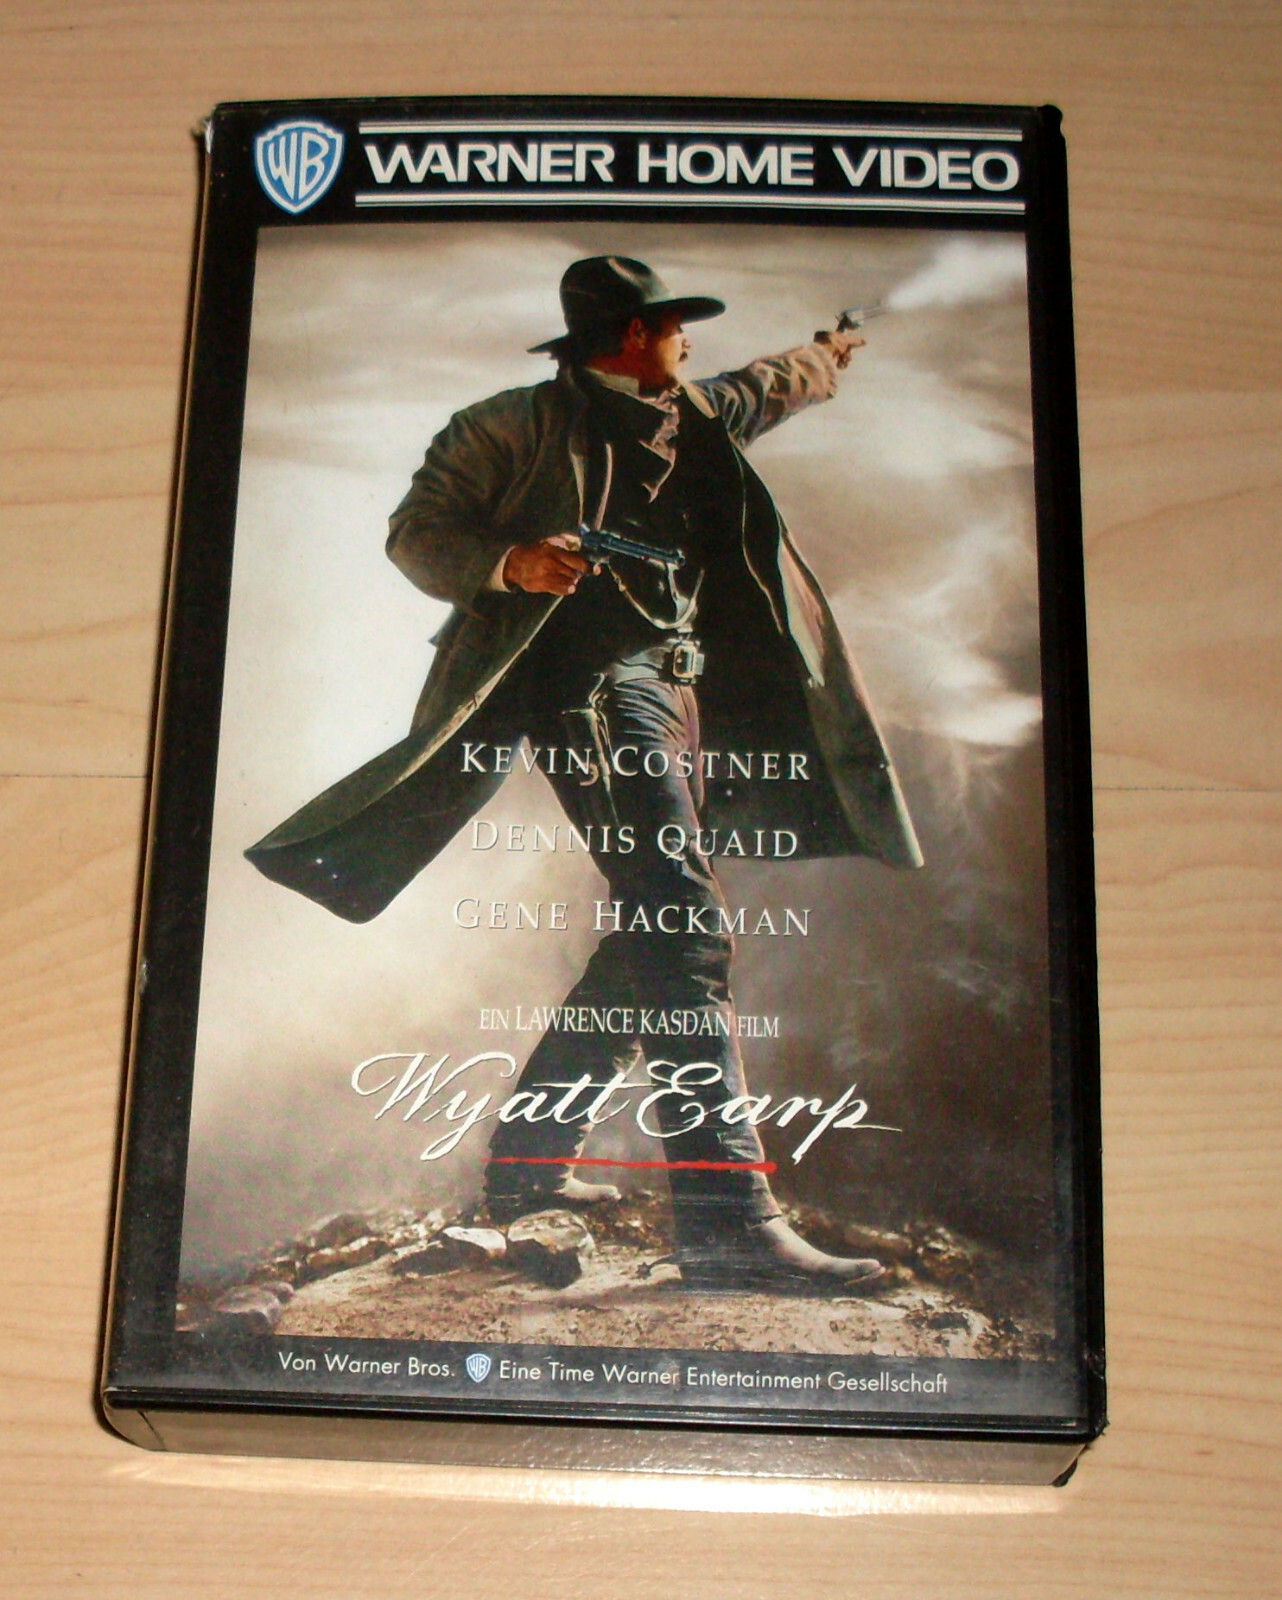 WB WARNER HOME VIDEO
KEVIN COSTNER
DENNIS QUAID
GENE HACKMAN
EIN LAWRENCE KASDAN FILM
Wyatt Earp
Von Warner Bros. WB Eine Time Warner Entertainment Gesellschaft